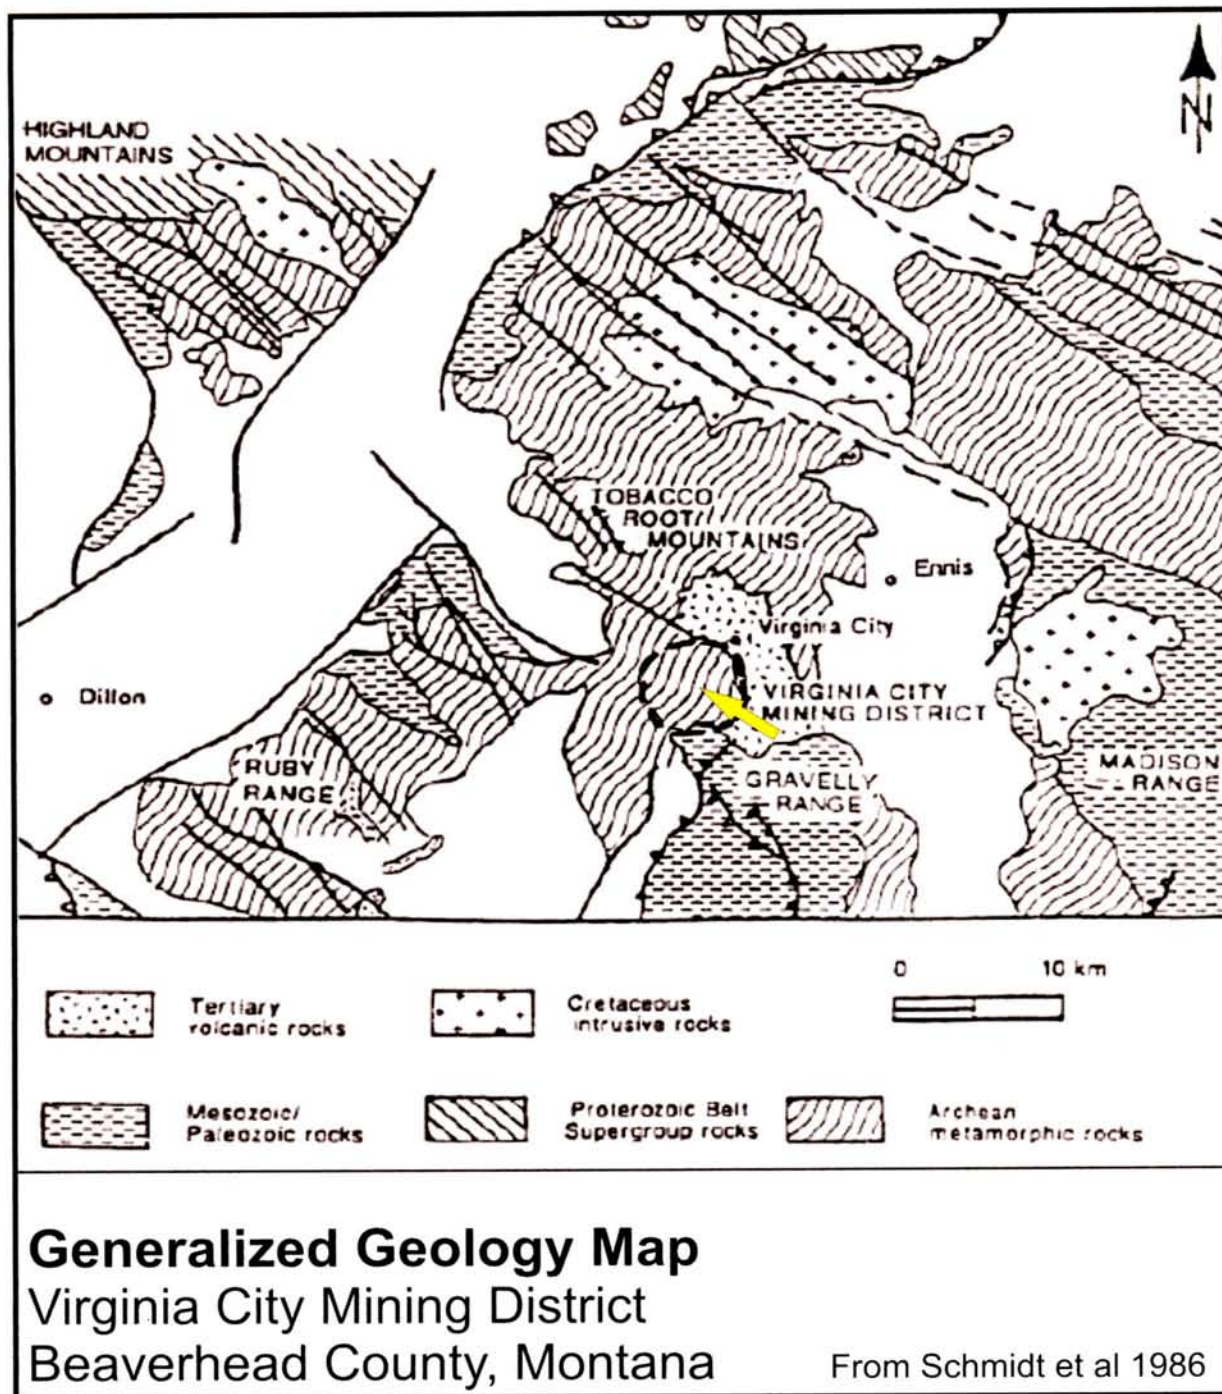 HIGHLAND
MOUNTAINS
N
TOBACCO
ROOT
MOUNTAINS
Ennis
Virginia City
Dillon
VIRGINIA CITY
MINING DISTRICT
RUBY
RANGE
GRAVELLY
RANGE
MADISON
RANGE
0 10 km
Tertiary
volcanic rocks
Cretaceous
intrusive rocks
Mesozoic/
Paleozoic rocks
Proterozoic Belt
Supergroup rocks
Archean
metamorphic rocks
Generalized Geology Map
Virginia City Mining District
Beaverhead County, Montana
From Schmidt et al 1986